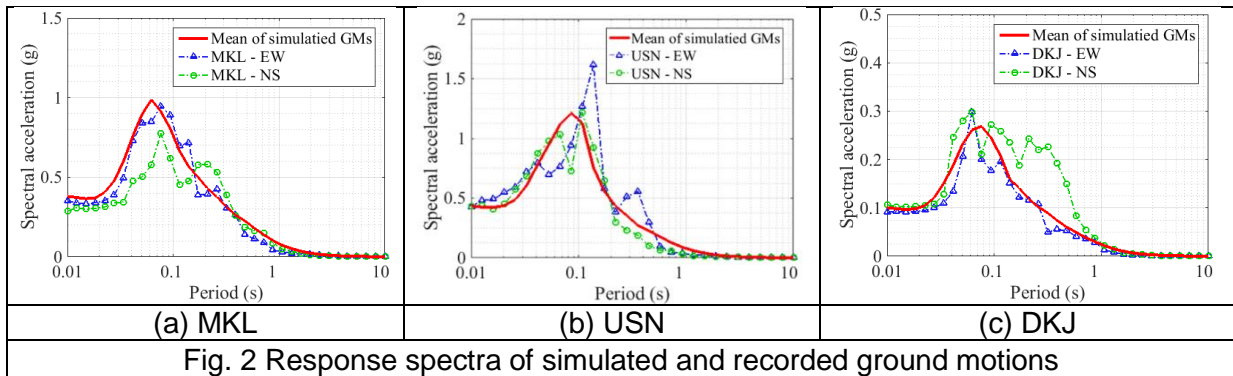 1.5
1
0.5
0
Spectral acceleration (g)
Mean of simulatied GMs
MKL - EW
MKL - NS
0.01
0.1
1
10
Period (s)
2
1.5
1
0.5
0
Spectral acceleration (g)
Mean of simulatied GMs
USN - EW
USN - NS
0.01
0.1
1
10
Period (s)
0.5
0.4
0.3
0.2
0.1
0
Spectral acceleration (g)
Mean of simulatied GMs
DKJ - EW
DKJ - NS
0.01
0.1
1
10
Period (s)
(a) MKL
(b) USN
(c) DKJ
Fig. 2 Response spectra of simulated and recorded ground motions